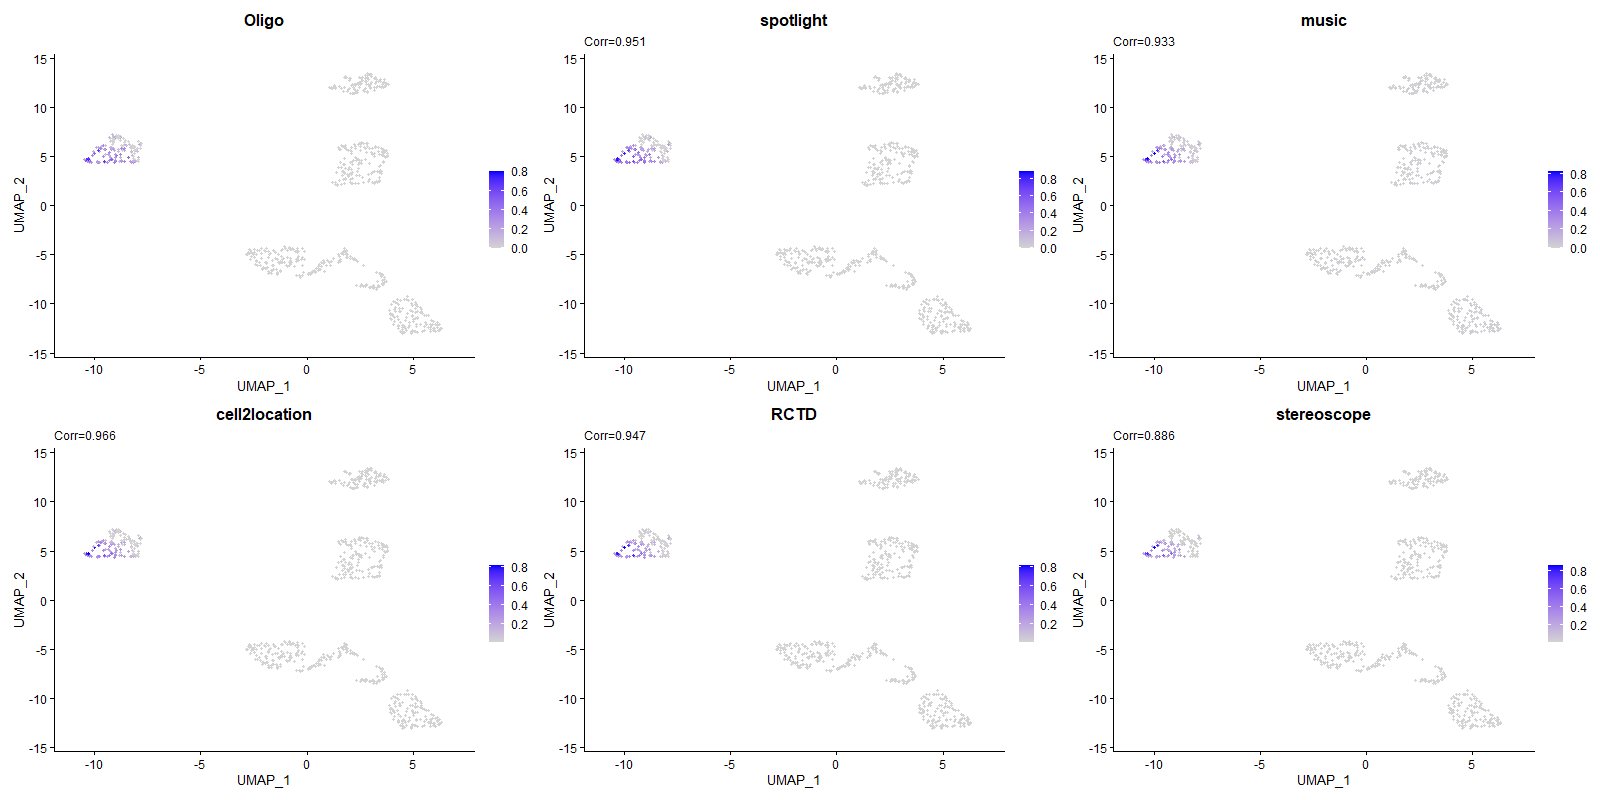 Oligo
15
10
5
0
-5
-10
-15
UMAP_2
-10 -5 0 5
UMAP_1
0.8
0.6
0.4
0.2
0.0
spotlight
Corr=0.951
15
10
5
0
-5
-10
-15
UMAP_2
-10 -5 0 5
UMAP_1
0.8
0.6
0.4
0.2
0.0
music
Corr=0.933
15
10
5
0
-5
-10
-15
UMAP_2
-10 -5 0 5
UMAP_1
0.8
0.6
0.4
0.2
0.0
cell2location
Corr=0.966
15
10
5
0
-5
-10
-15
UMAP_2
-10 -5 0 5
UMAP_1
0.8
0.6
0.4
0.2
RCTD
Corr=0.947
15
10
5
0
-5
-10
-15
UMAP_2
-10 -5 0 5
UMAP_1
0.8
0.6
0.4
0.2
stereoscope
Corr=0.886
15
10
5
0
-5
-10
-15
UMAP_2
-10 -5 0 5
UMAP_1
0.8
0.6
0.4
0.2